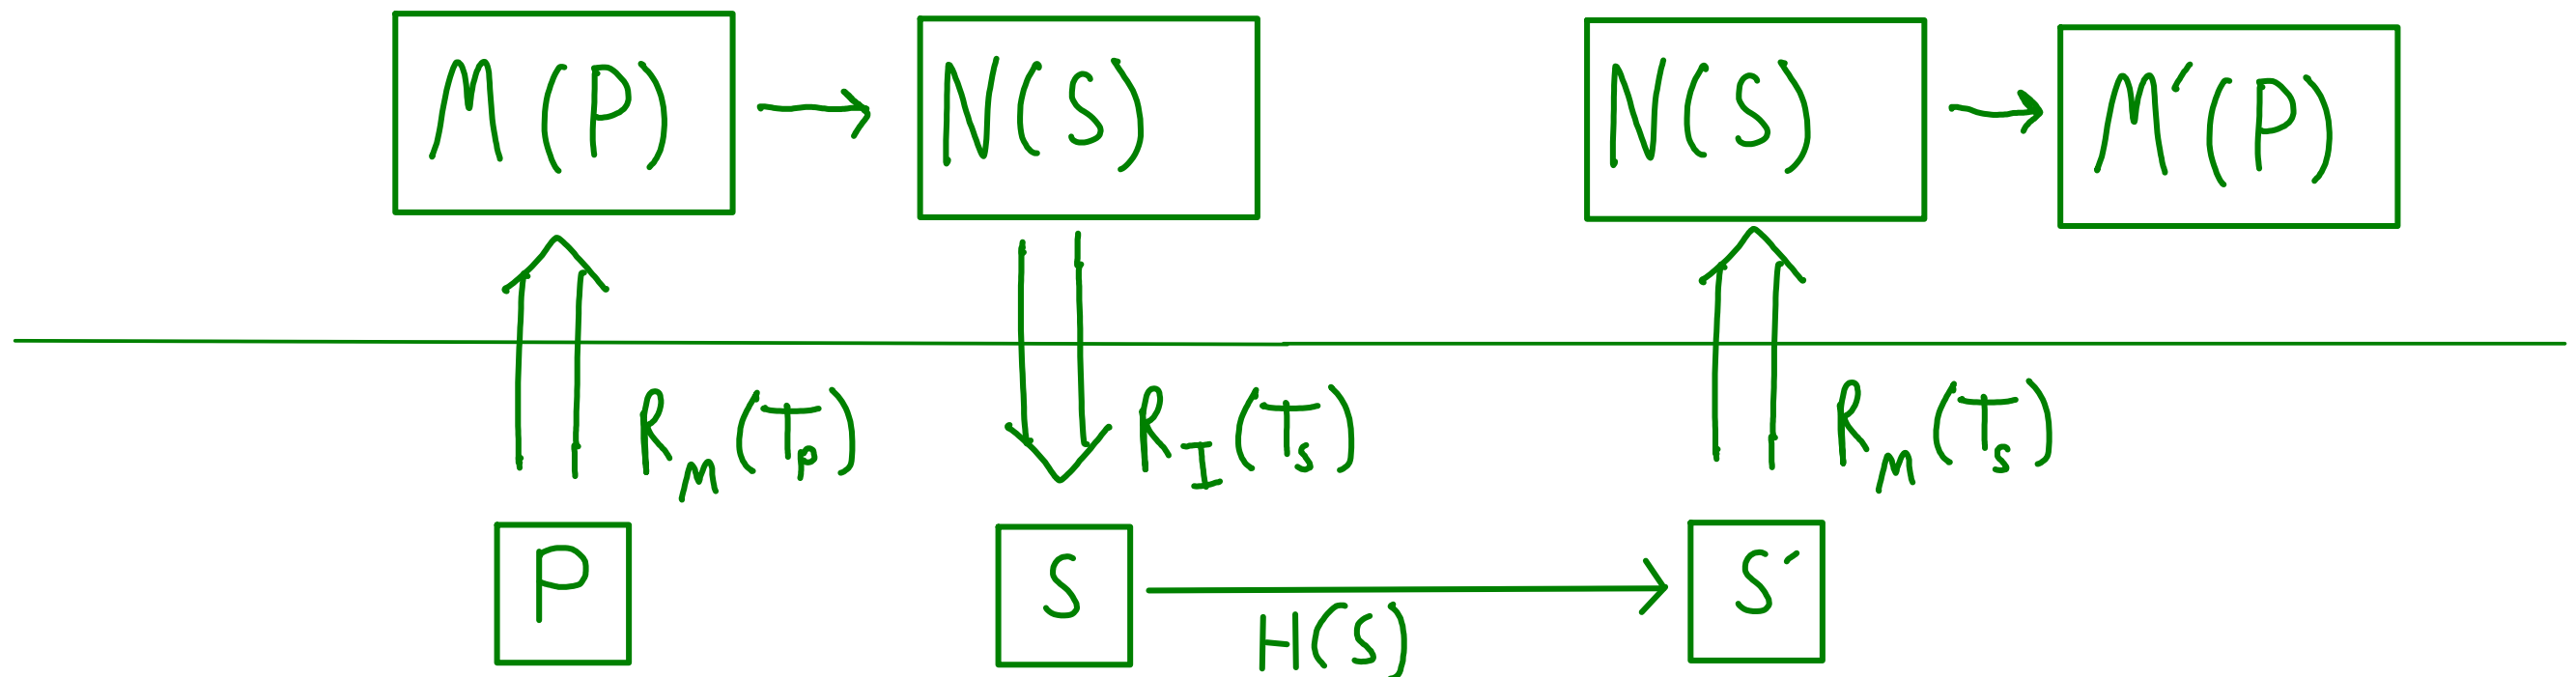 M(P) → N(S) N(S) → M′(P)
R_M(T_P) R_I(T_S) R_M(T_S)
P S S′
H(S)